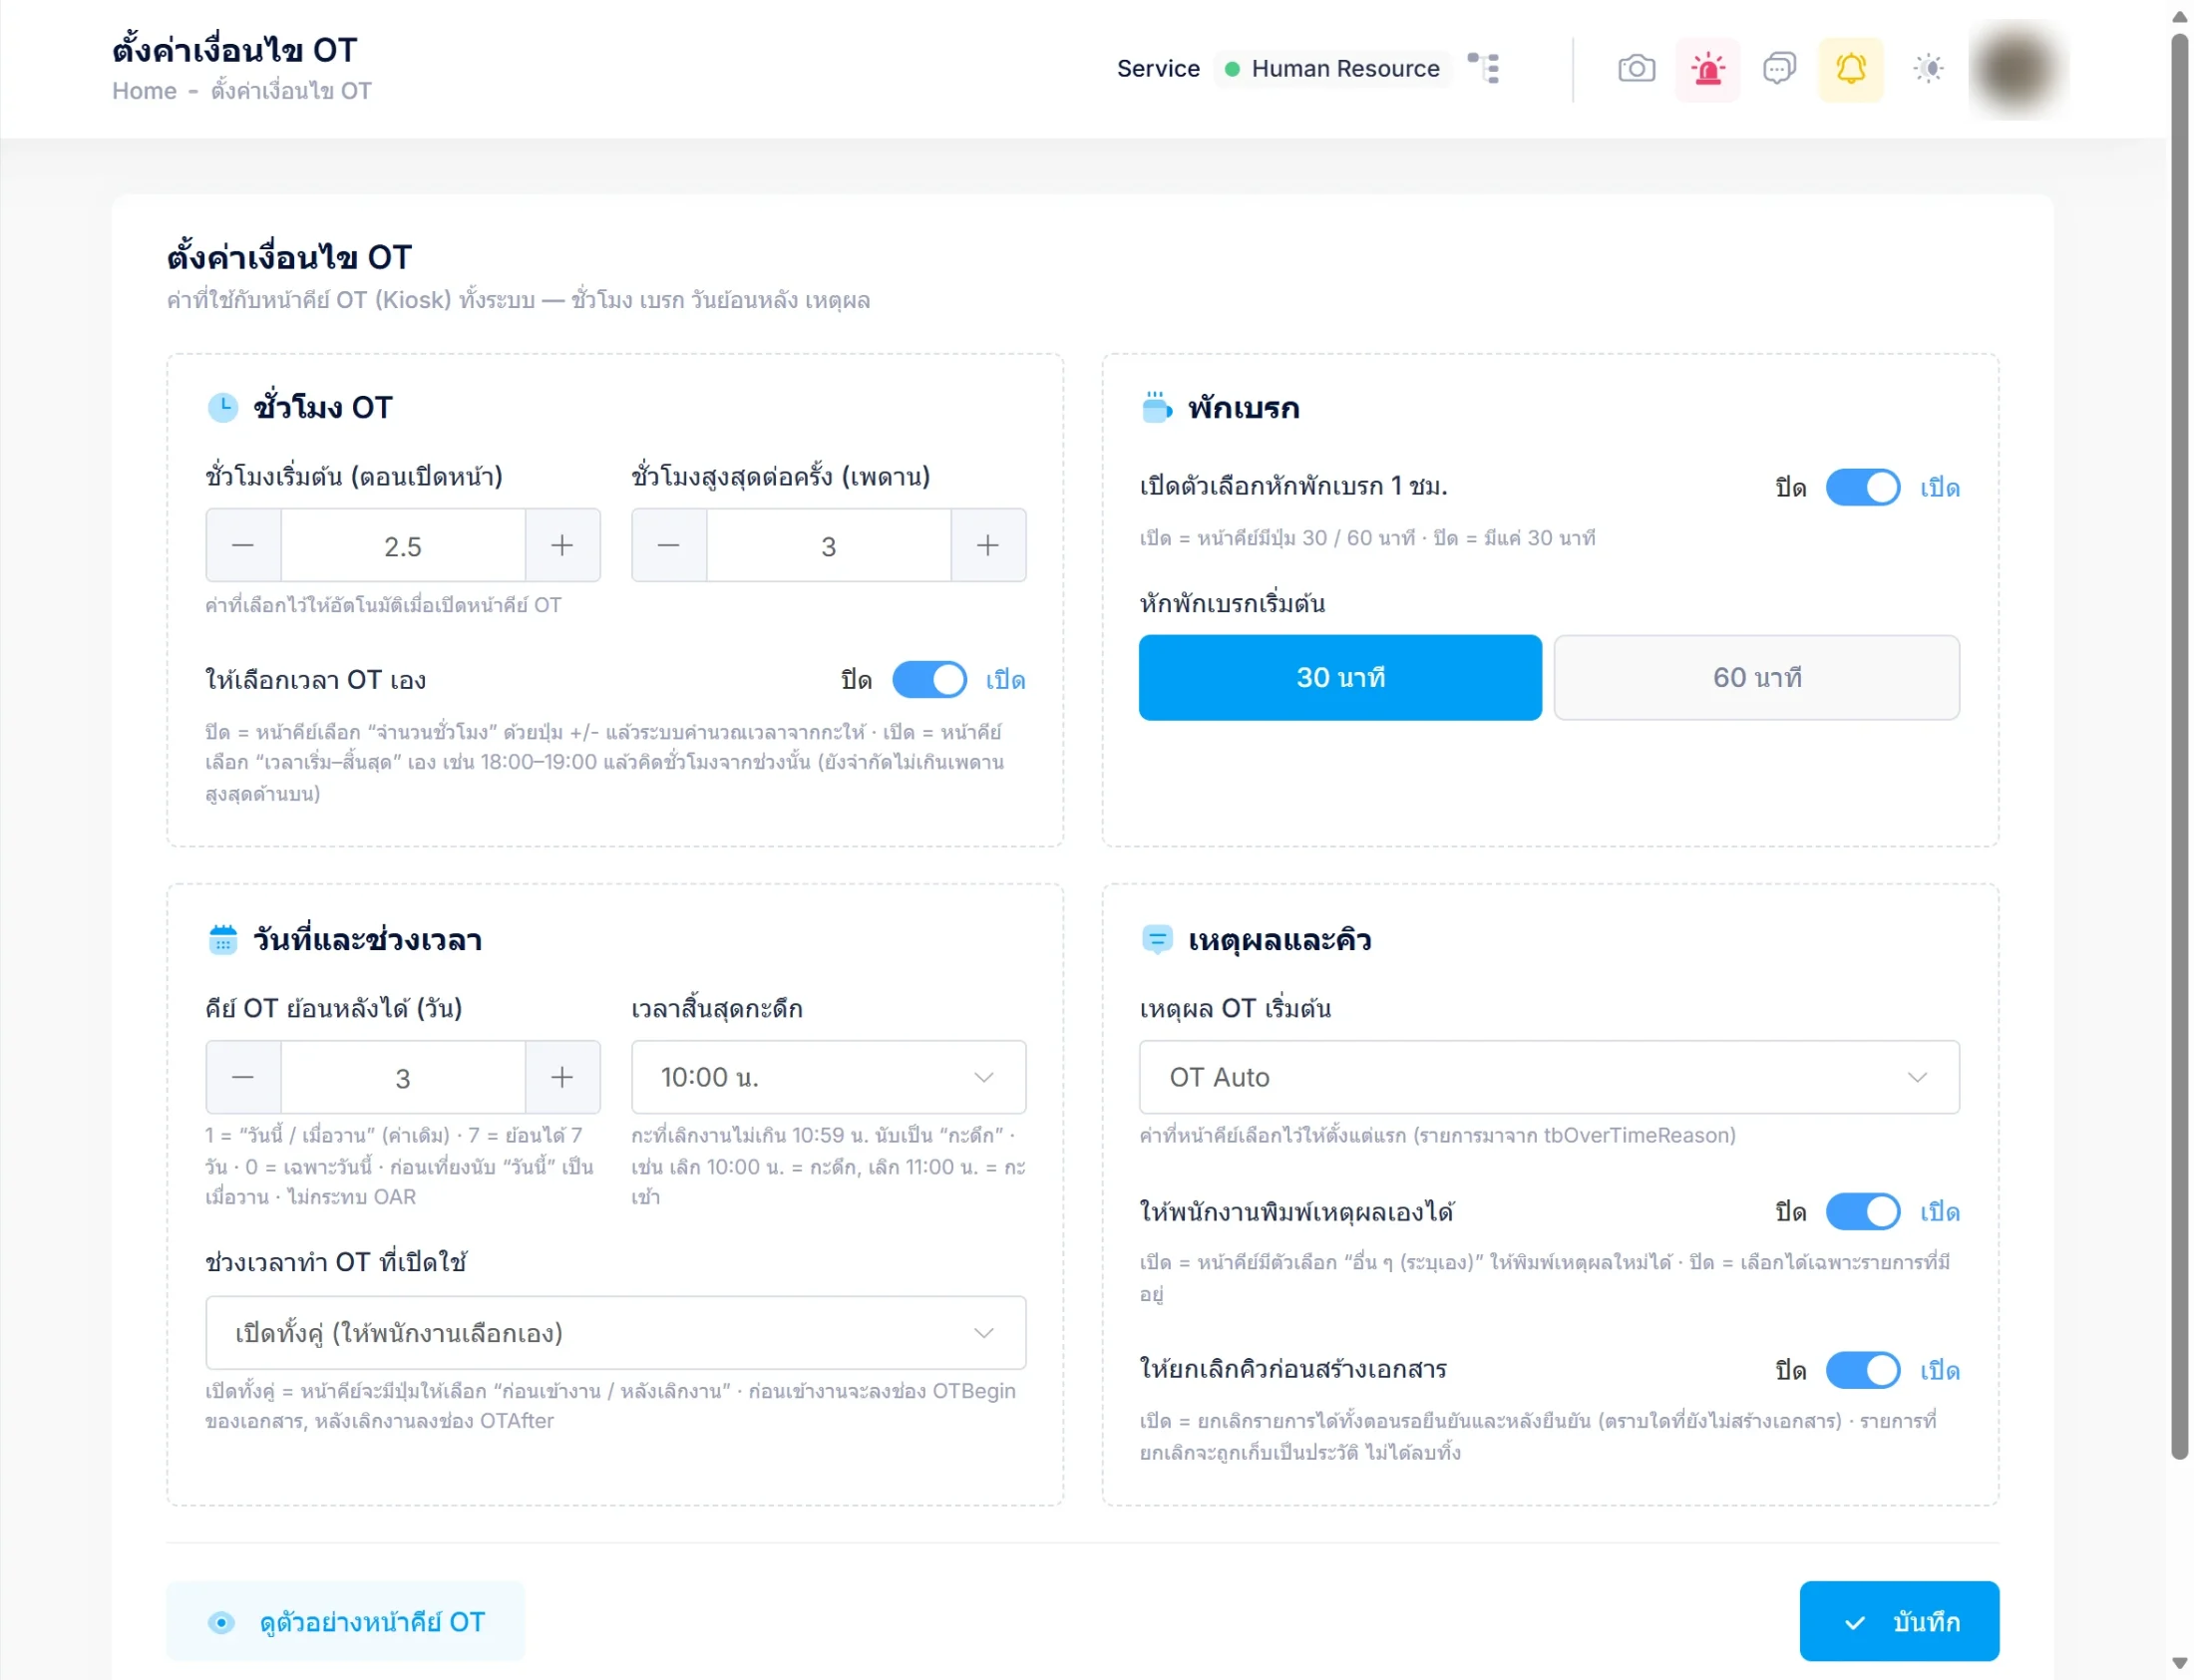 ตั้งค่าเงื่อนไข OT
Home - ตั้งค่าเงื่อนไข OT
Service
Human Resource
ตั้งค่าเงื่อนไข OT
ค่าที่ใช้กับหน้าคีย์ OT (Kiosk) ทั้งระบบ — ชั่วโมง เบรก วันย้อนหลัง เหตุผล
ชั่วโมง OT
ชั่วโมงเริ่มต้น (ตอนเปิดหน้า)
2.5
ค่าที่เลือกไว้ให้อัตโนมัติเมื่อเปิดหน้าคีย์ OT
ชั่วโมงสูงสุดต่อครั้ง (เพดาน)
3
ให้เลือกเวลา OT เอง
ปิด เปิด
ปิด = หน้าคีย์เลือก “จำนวนชั่วโมง” ด้วยปุ่ม +/- แล้วระบบคำนวณเวลาจากกะให้ · เปิด = หน้าคีย์
เลือก “เวลาเริ่ม–สิ้นสุด” เอง เช่น 18:00–19:00 แล้วคิดชั่วโมงจากช่วงนั้น (ยังจำกัดไม่เกินเพดาน
สูงสุดด้านบน)
พักเบรก
เปิดตัวเลือกหักพักเบรก 1 ชม.
ปิด เปิด
เปิด = หน้าคีย์มีปุ่ม 30 / 60 นาที · ปิด = มีแค่ 30 นาที
หักพักเบรกเริ่มต้น
30 นาที
60 นาที
วันที่และช่วงเวลา
คีย์ OT ย้อนหลังได้ (วัน)
3
1 = “วันนี้ / เมื่อวาน” (ค่าเดิม) · 7 = ย้อนได้ 7
วัน · 0 = เฉพาะวันนี้ · ก่อนเที่ยงนับ “วันนี้” เป็น
เมื่อวาน · ไม่กระทบ OAR
เวลาสิ้นสุดกะดึก
10:00 น.
กะที่เลิกงานไม่เกิน 10:59 น. นับเป็น “กะดึก” ·
เช่น เลิก 10:00 น. = กะดึก, เลิก 11:00 น. = กะ
เช้า
ช่วงเวลาทำ OT ที่เปิดใช้
เปิดทั้งคู่ (ให้พนักงานเลือกเอง)
เปิดทั้งคู่ = หน้าคีย์จะมีปุ่มให้เลือก “ก่อนเข้างาน / หลังเลิกงาน” · ก่อนเข้างานจะลงช่อง OTBegin
ของเอกสาร, หลังเลิกงานลงช่อง OTAfter
เหตุผลและคิว
เหตุผล OT เริ่มต้น
OT Auto
ค่าที่หน้าคีย์เลือกไว้ให้ตั้งแต่แรก (รายการมาจาก tbOverTimeReason)
ให้พนักงานพิมพ์เหตุผลเองได้
ปิด เปิด
เปิด = หน้าคีย์มีตัวเลือก “อื่น ๆ (ระบุเอง)” ให้พิมพ์เหตุผลใหม่ได้ · ปิด = เลือกได้เฉพาะรายการที่มี
อยู่
ให้ยกเลิกคิวก่อนสร้างเอกสาร
ปิด เปิด
เปิด = ยกเลิกรายการได้ทั้งตอนรอยืนยันและหลังยืนยัน (ตราบใดที่ยังไม่สร้างเอกสาร) · รายการที่
ยกเลิกจะถูกเก็บเป็นประวัติ ไม่ได้ลบทิ้ง
ดูตัวอย่างหน้าคีย์ OT
บันทึก